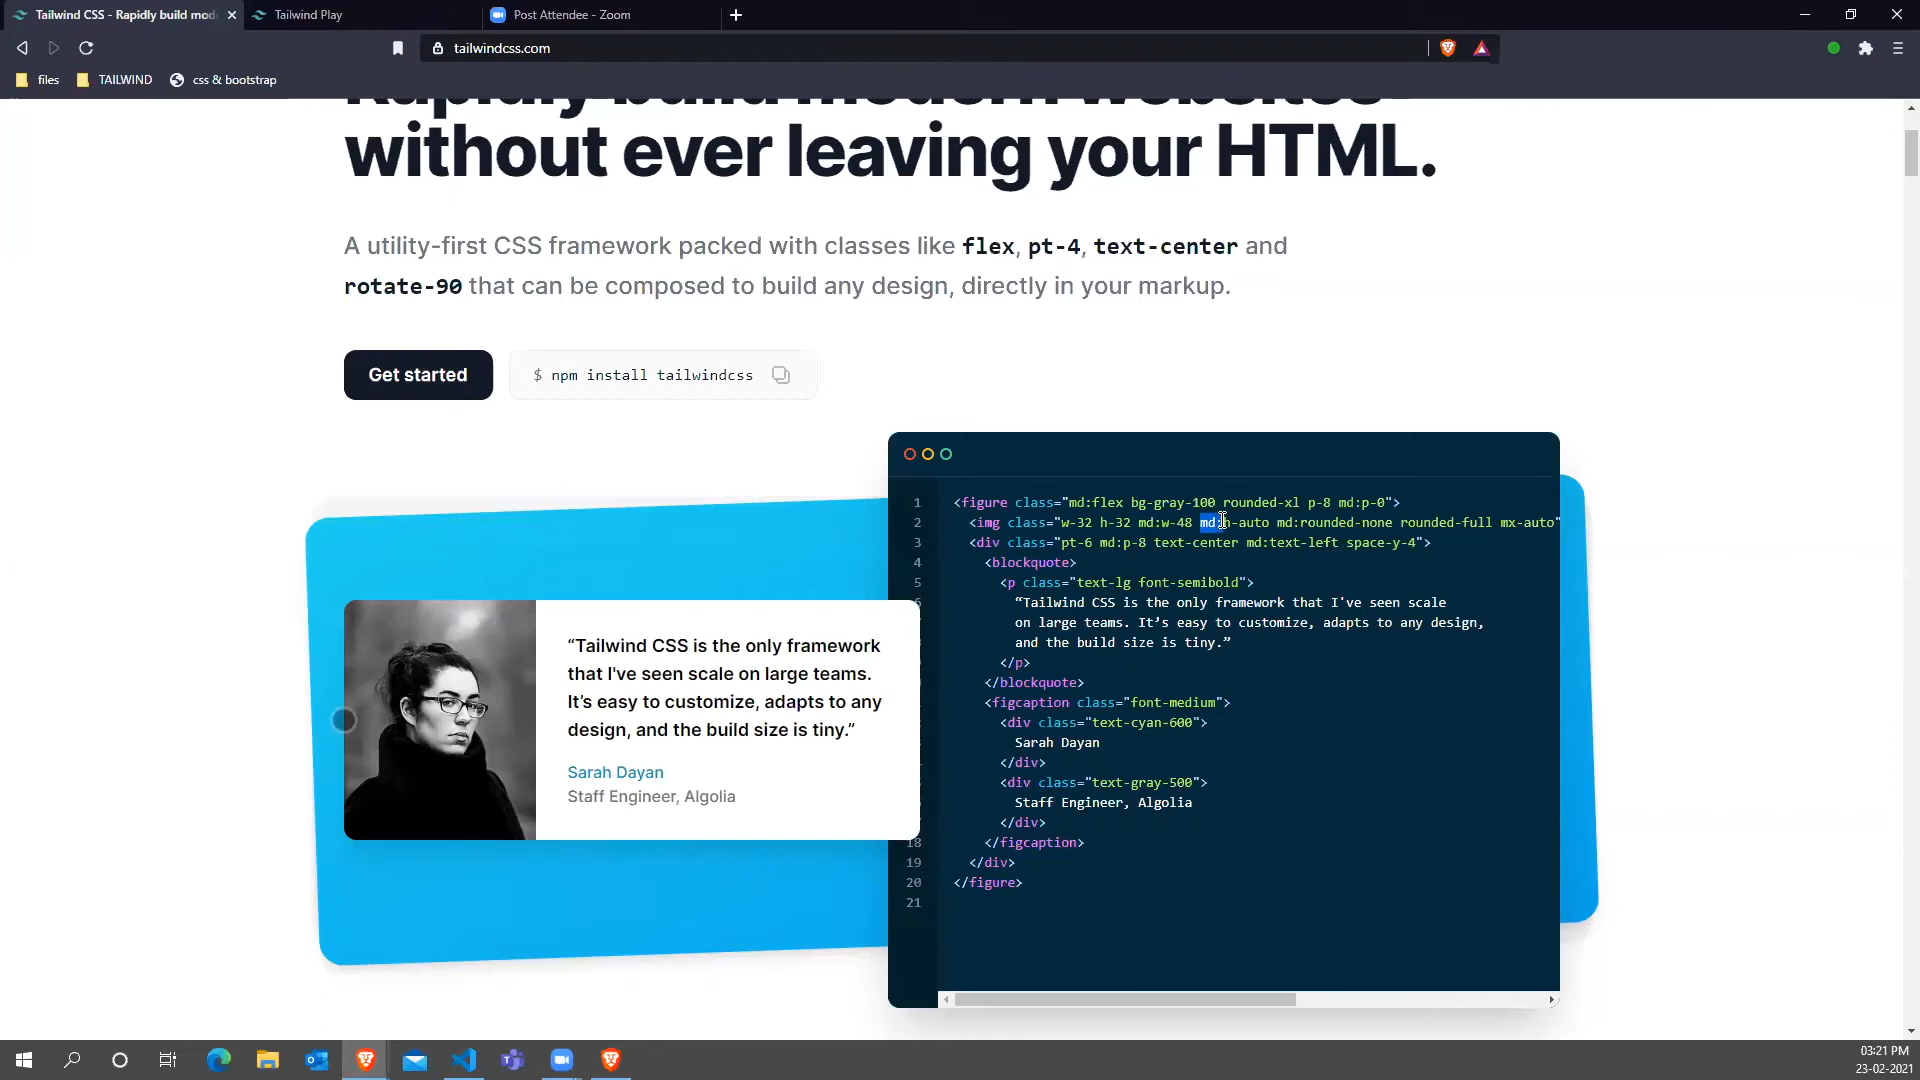 Tailwind CSS - Rapidly build mod
Tailwind Play
Post Attendee - Zoom
tailwindcss.com
files
TAILWIND
css & bootstrap
Rapidly build modern websites
without ever leaving your HTML.
A utility-first CSS framework packed with classes like flex, pt-4, text-center and
rotate-90 that can be composed to build any design, directly in your markup.
Get started
$ npm install tailwindcss
1 <figure class="md:flex bg-gray-100 rounded-xl p-8 md:p-0">
2 <img class="w-32 h-32 md:w-48 md:h-auto md:rounded-none rounded-full mx-auto"
3 <div class="pt-6 md:p-8 text-center md:text-left space-y-4">
4 <blockquote>
5 <p class="text-lg font-semibold">
6 “Tailwind CSS is the only framework that I've seen scale
on large teams. It’s easy to customize, adapts to any design,
and the build size is tiny.”
</p>
</blockquote>
<figcaption class="font-medium">
<div class="text-cyan-600">
Sarah Dayan
</div>
<div class="text-gray-500">
Staff Engineer, Algolia
</div>
18 </figcaption>
19 </div>
20 </figure>
21
“Tailwind CSS is the only framework
that I've seen scale on large teams.
It’s easy to customize, adapts to any
design, and the build size is tiny.”
Sarah Dayan
Staff Engineer, Algolia
03:21 PM
23-02-2021